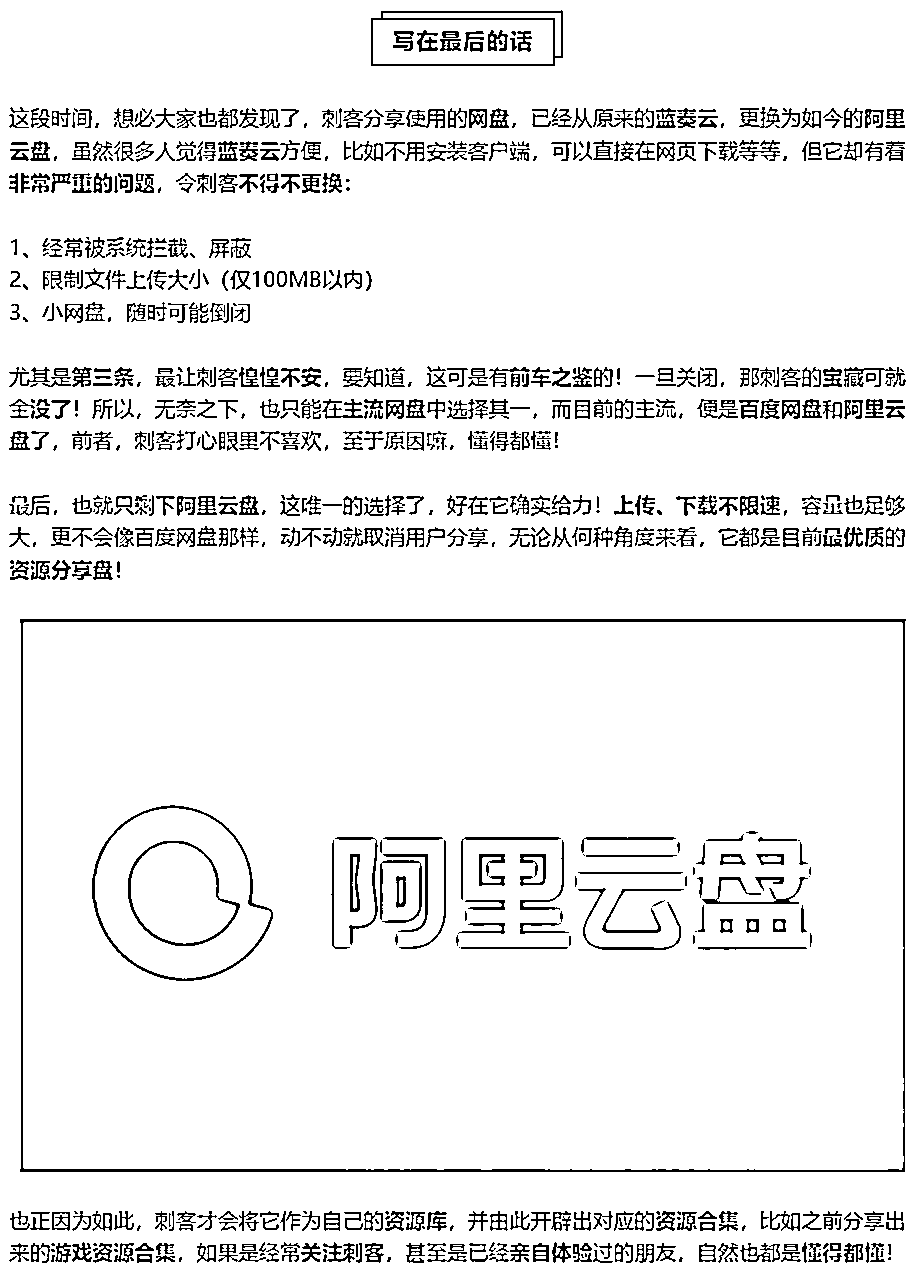 写在最后的话
这段时间，想必大家也都发现了，刺客分享使用的网盘，已经从原来的蓝奏云，更换为如今的阿里
云盘，虽然很多人觉得蓝奏云方便，比如不用安装客户端，可以直接在网页下载等等，但它却有着
非常严重的问题，令刺客不得不更换：
1、经常被系统拦截、屏蔽
2、限制文件上传大小（仅100MB以内）
3、小网盘，随时可能倒闭
尤其是第三条，最让刺客惶惶不安，要知道，这可是有前车之鉴的！一旦关闭，那刺客的宝藏可就
全没了！所以，无奈之下，也只能在主流网盘中选择其一，而目前的主流，便是百度网盘和阿里云
盘了，前者，刺客打心眼里不喜欢，至于原因嘛，懂得都懂！
最后，也就只剩下阿里云盘，这唯一的选择了，好在它确实给力！上传、下载不限速，容量也足够
大，更不会像百度网盘那样，动不动就取消用户分享，无论从何种角度来看，它都是目前最优质的
资源分享盘！
阿里云盘
也正因为如此，刺客才会将它作为自己的资源库，并由此开辟出对应的资源合集，比如之前分享出
来的游戏资源合集，如果是经常关注刺客，甚至是已经亲自体验过的朋友，自然也都是懂得都懂！